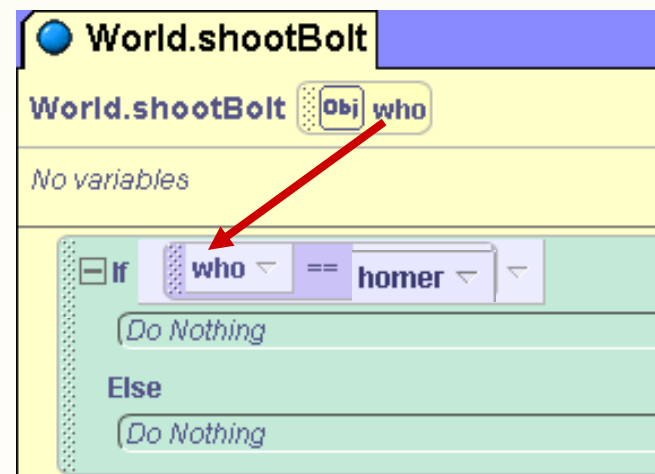 World.shootBolt
World.shootBolt Obj who
No variables
If who == homer
Do Nothing
Else
Do Nothing